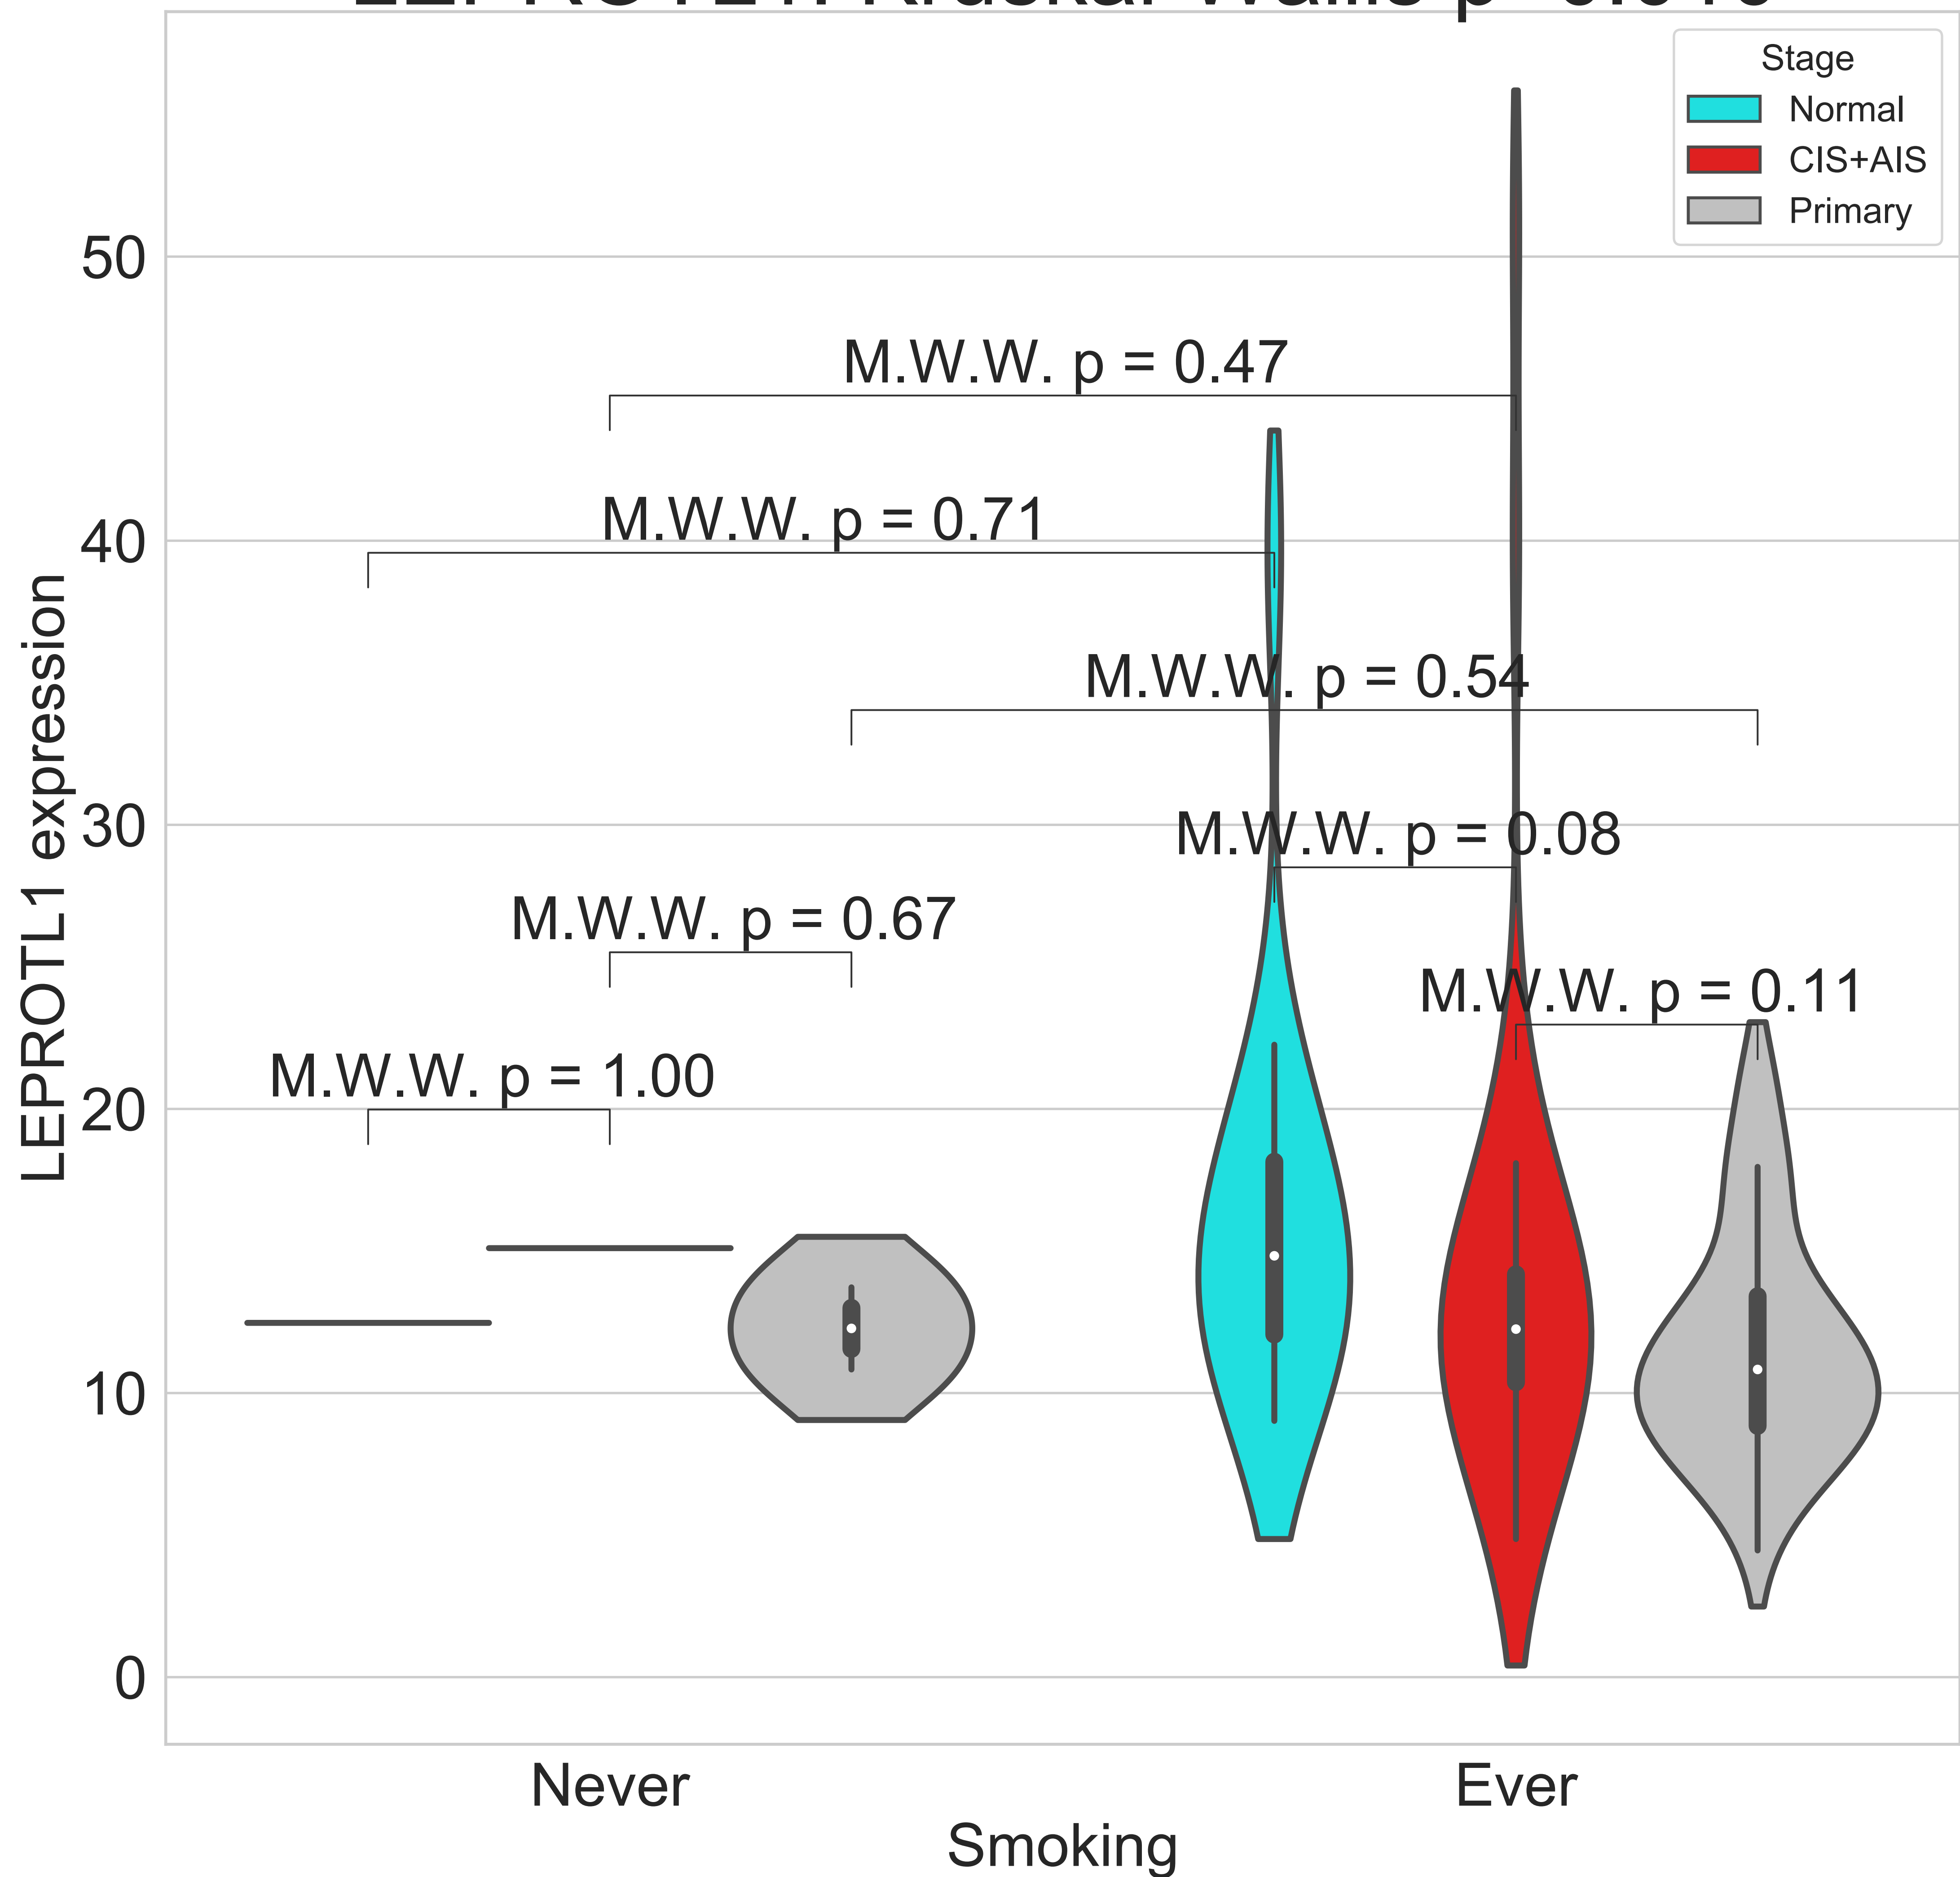 Stage
Normal
CIS+AIS
Primary
50
40
30
20
10
0
LEPROTL1 expression
M.W.W. p = 0.47
M.W.W. p = 0.71
M.W.W. p = 0.54
M.W.W. p = 0.08
M.W.W. p = 0.67
M.W.W. p = 0.11
M.W.W. p = 1.00
Never
Ever
Smoking